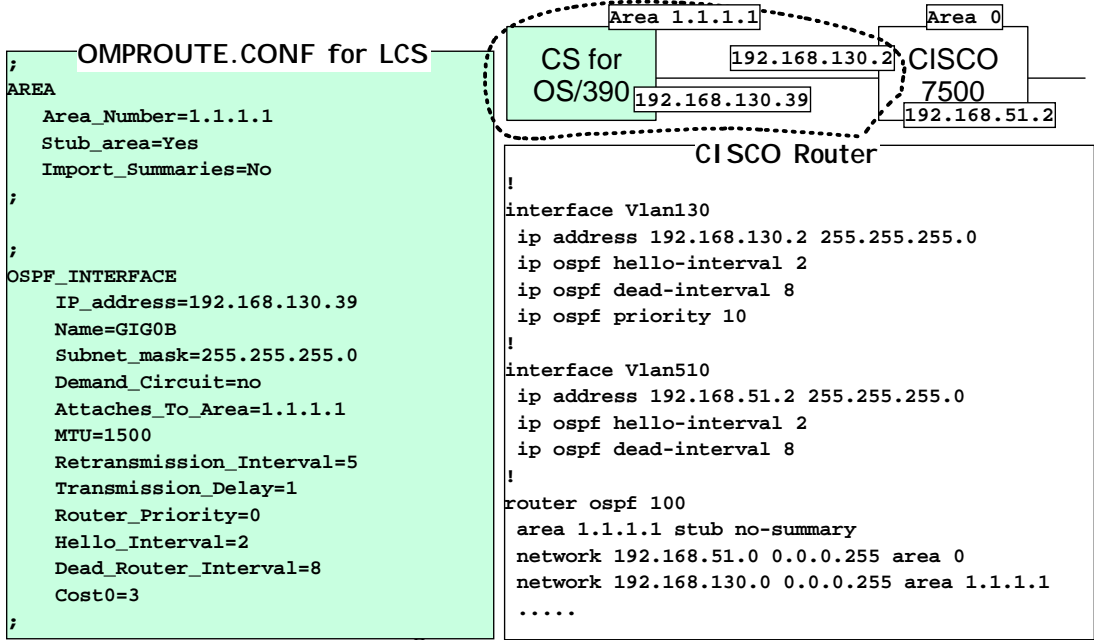 OMPROUTE.CONF for LCS
;
AREA
Area_Number=1.1.1.1
Stub_area=Yes
Import_Summaries=No
;
;
OSPF_INTERFACE
IP_address=192.168.130.39
Name=GIG0B
Subnet_mask=255.255.255.0
Demand_Circuit=no
Attaches_To_Area=1.1.1.1
MTU=1500
Retransmission_Interval=5
Transmission_Delay=1
Router_Priority=0
Hello_Interval=2
Dead_Router_Interval=8
Cost0=3
;
Area 1.1.1.1
Area 0
CS for
OS/390
192.168.130.2
192.168.130.39
CISCO
7500
192.168.51.2
CISCO Router
!
interface Vlan130
ip address 192.168.130.2 255.255.255.0
ip ospf hello-interval 2
ip ospf dead-interval 8
ip ospf priority 10
!
interface Vlan510
ip address 192.168.51.2 255.255.255.0
ip ospf hello-interval 2
ip ospf dead-interval 8
!
router ospf 100
area 1.1.1.1 stub no-summary
network 192.168.51.0 0.0.0.255 area 0
network 192.168.130.0 0.0.0.255 area 1.1.1.1
.....